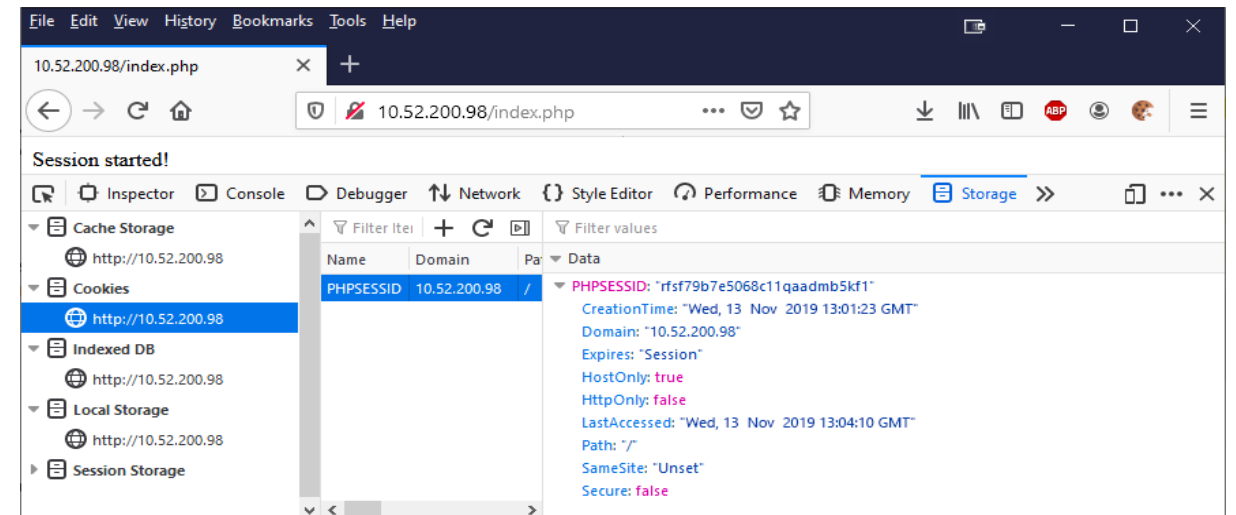 File Edit View History Bookmarks Tools Help
10.52.200.98/index.php
10.52.200.98/index.php
ABP
Session started!
Inspector Console Debugger Network Style Editor Performance Memory Storage
Cache Storage
http://10.52.200.98
Cookies
http://10.52.200.98
Indexed DB
http://10.52.200.98
Local Storage
http://10.52.200.98
Session Storage
Filter Iter
Name Domain Pa
PHPSESSID 10.52.200.98 /
Filter values
Data
PHPSESSID: "rfsf79b7e5068c11qaadmb5kf1"
CreationTime: "Wed, 13 Nov 2019 13:01:23 GMT"
Domain: "10.52.200.98"
Expires: "Session"
HostOnly: true
HttpOnly: false
LastAccessed: "Wed, 13 Nov 2019 13:04:10 GMT"
Path: "/"
SameSite: "Unset"
Secure: false